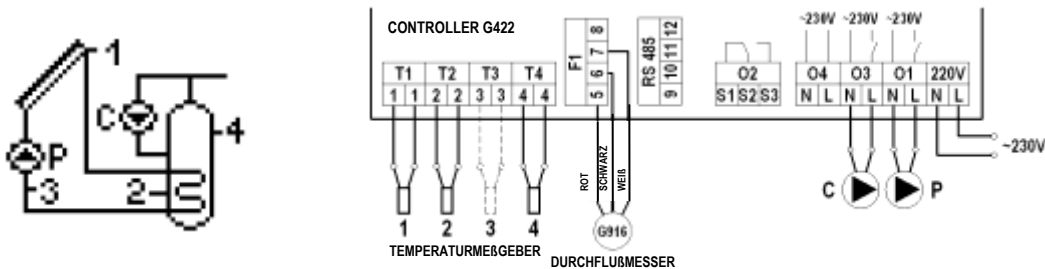 1
C
4
P
3
2
CONTROLLER G422
~230V ~230V ~230V
F1
5 6 7 8
RS 485
9 10 11 12
T1 T2 T3 T4
1 1 2 2 3 3 4 4
O2
S1 S2 S3
O4 O3 O1 220V
N L N L N L N L
~230V
ROT
SCHWARZ
WEIß
C P
1 2 3 4
G916
TEMPERATURMEßGEBER
DURCHFLUßMESSER